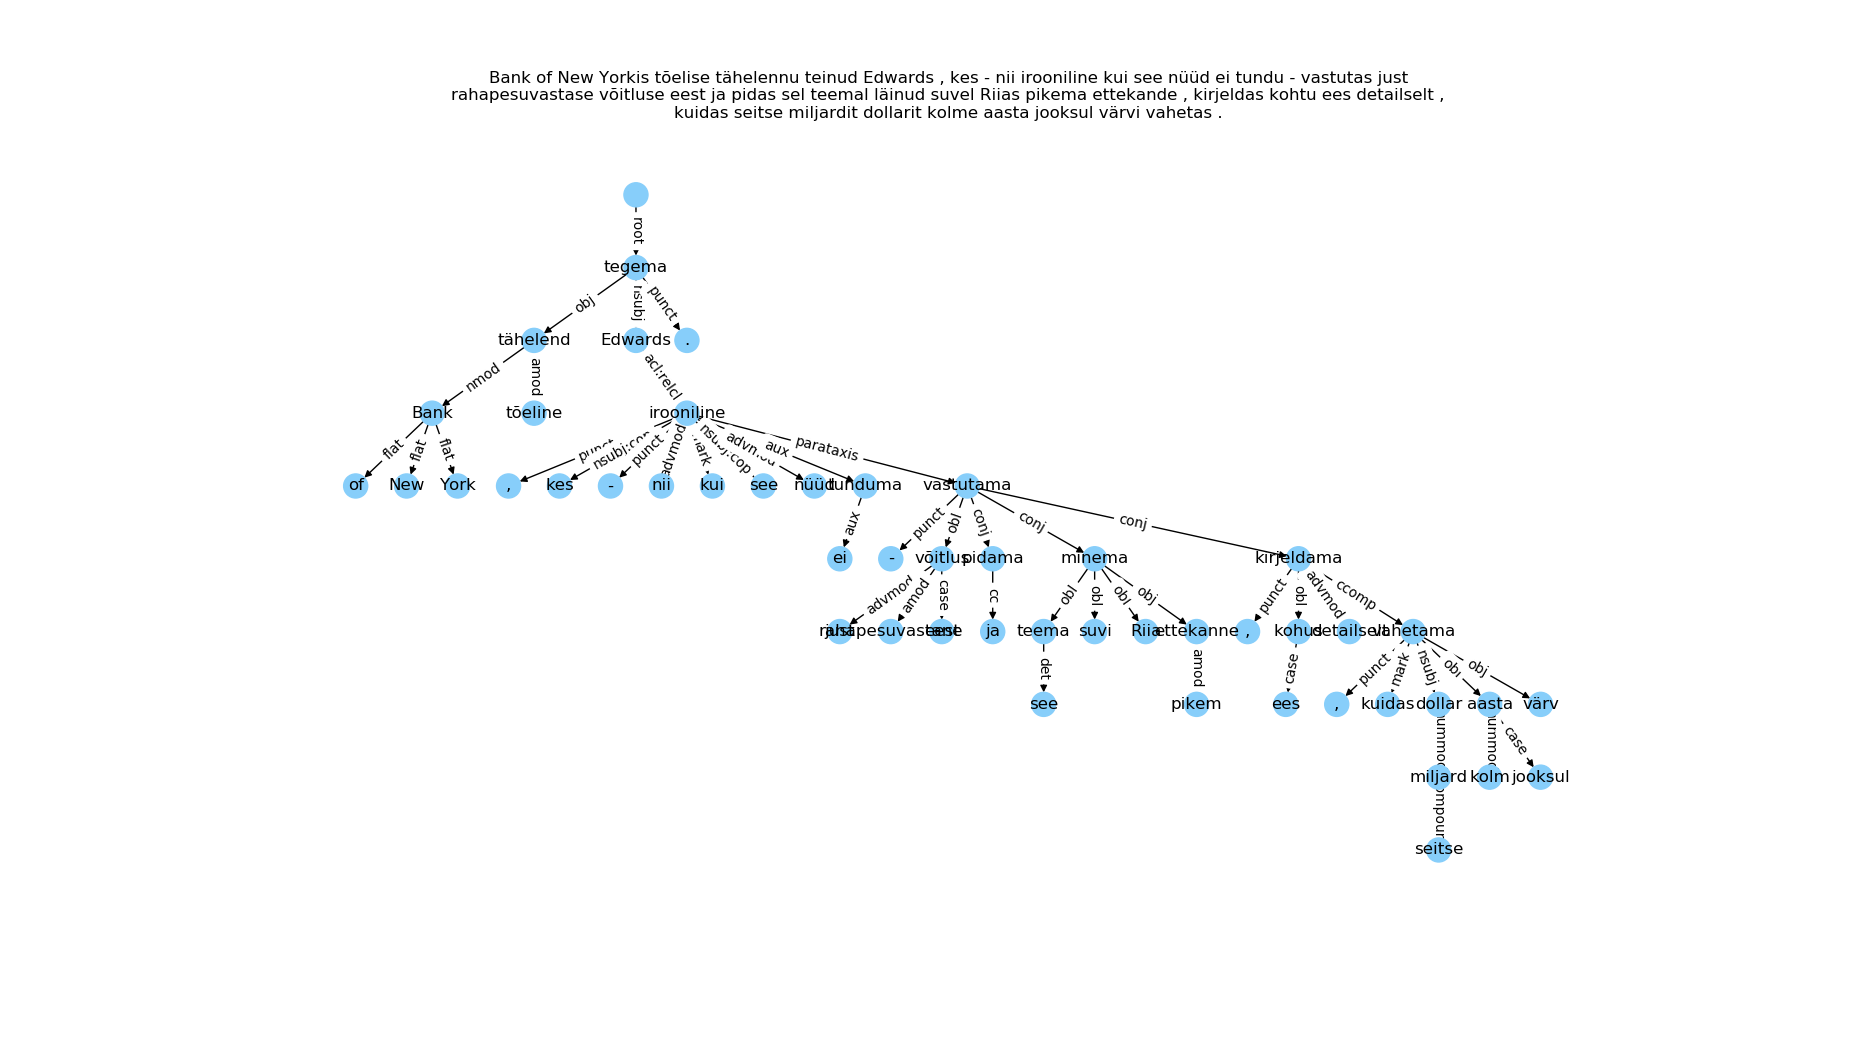 Bank of New Yorkis tõelise tähelennu teinud Edwards , kes - nii irooniline kui see nüüd ei tundu - vastutas just
rahapesuvastase võitluse eest ja pidas sel teemal läinud suvel Riias pikema ettekande , kirjeldas kohtu ees detailselt ,
kuidas seitse miljardit dollarit kolme aasta jooksul värvi vahetas .
root
tegema
obj nsubj punct
tähelend Edwards .
nmod amod acl:relcl
Bank tõeline irooniline
flat flat flat punct nsubj:cop punct advmod mark nsubj:cop advmod aux parataxis
of New York , kes - nii kui see nüüd tunduma vastutama
aux punct obl conj conj conj
ei - võitlus pidama minema kirjeldama
advmod amod case cc obl obl obl obj punct obl advmod ccomp
just rahapesuvastane eest ja teema suvi Riia ettekanne , kohus detailselt vahetama
det amod case punct mark nsubj obl obj
see pikem ees , kuidas dollar aasta värv
case
miljard kolm jooksul
seitse